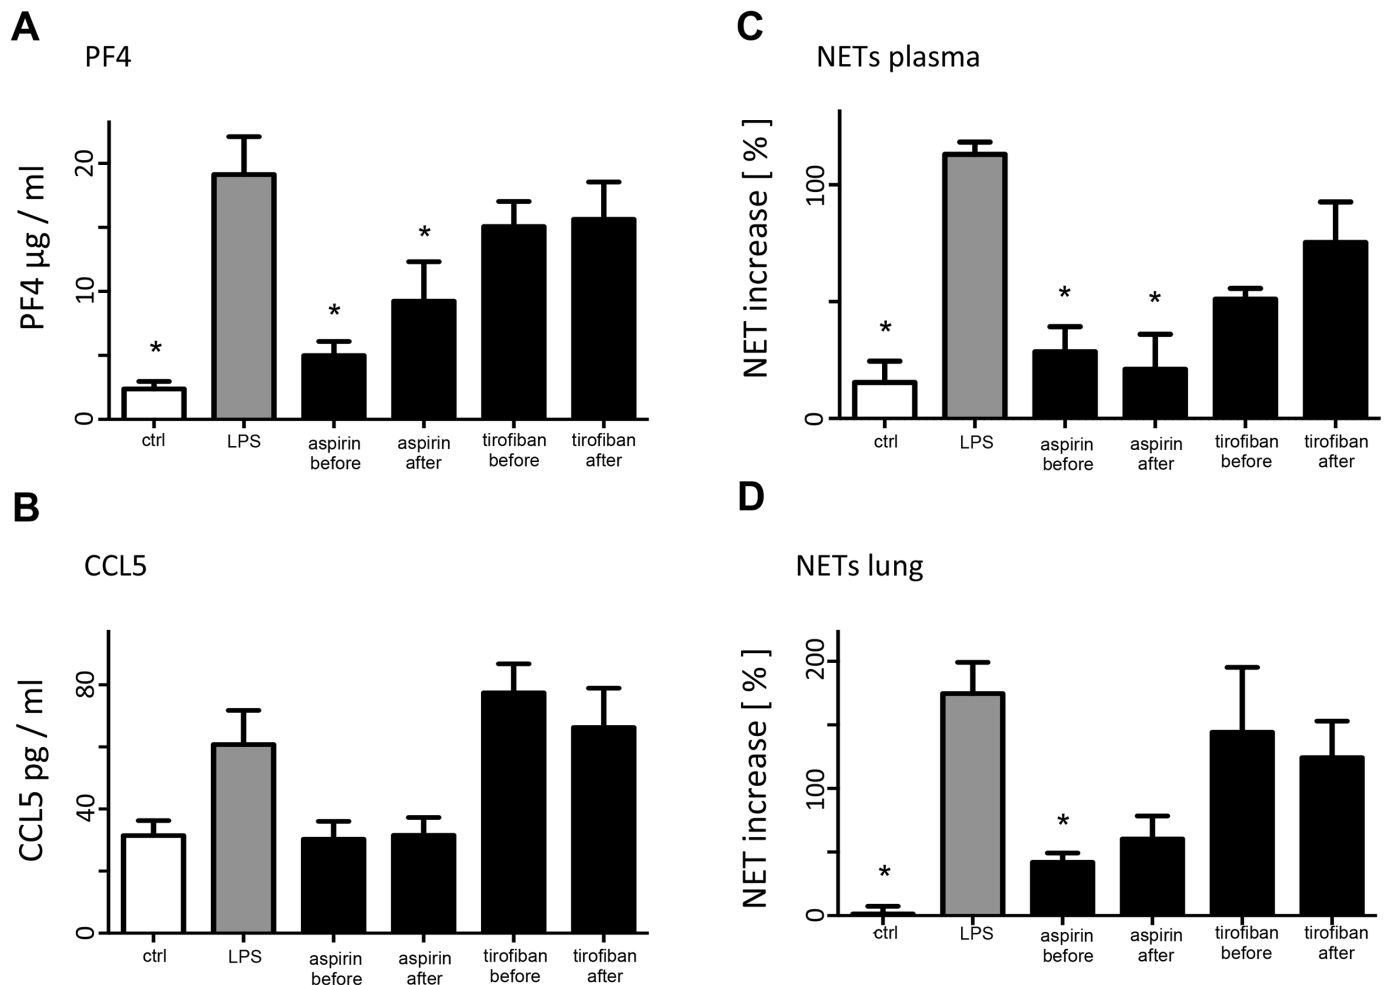 A
PF4
PF4 µg / ml
20
10
0
*
*
*
ctrl
LPS
aspirin
before
aspirin
after
tirofiban
before
tirofiban
after
B
CCL5
CCL5 pg / ml
80
40
0
ctrl
LPS
aspirin
before
aspirin
after
tirofiban
before
tirofiban
after
C
NETs plasma
NET increase [ % ]
100
0
*
*
*
ctrl
LPS
aspirin
before
aspirin
after
tirofiban
before
tirofiban
after
D
NETs lung
NET increase [ % ]
200
100
0
*
*
ctrl
LPS
aspirin
before
aspirin
after
tirofiban
before
tirofiban
after